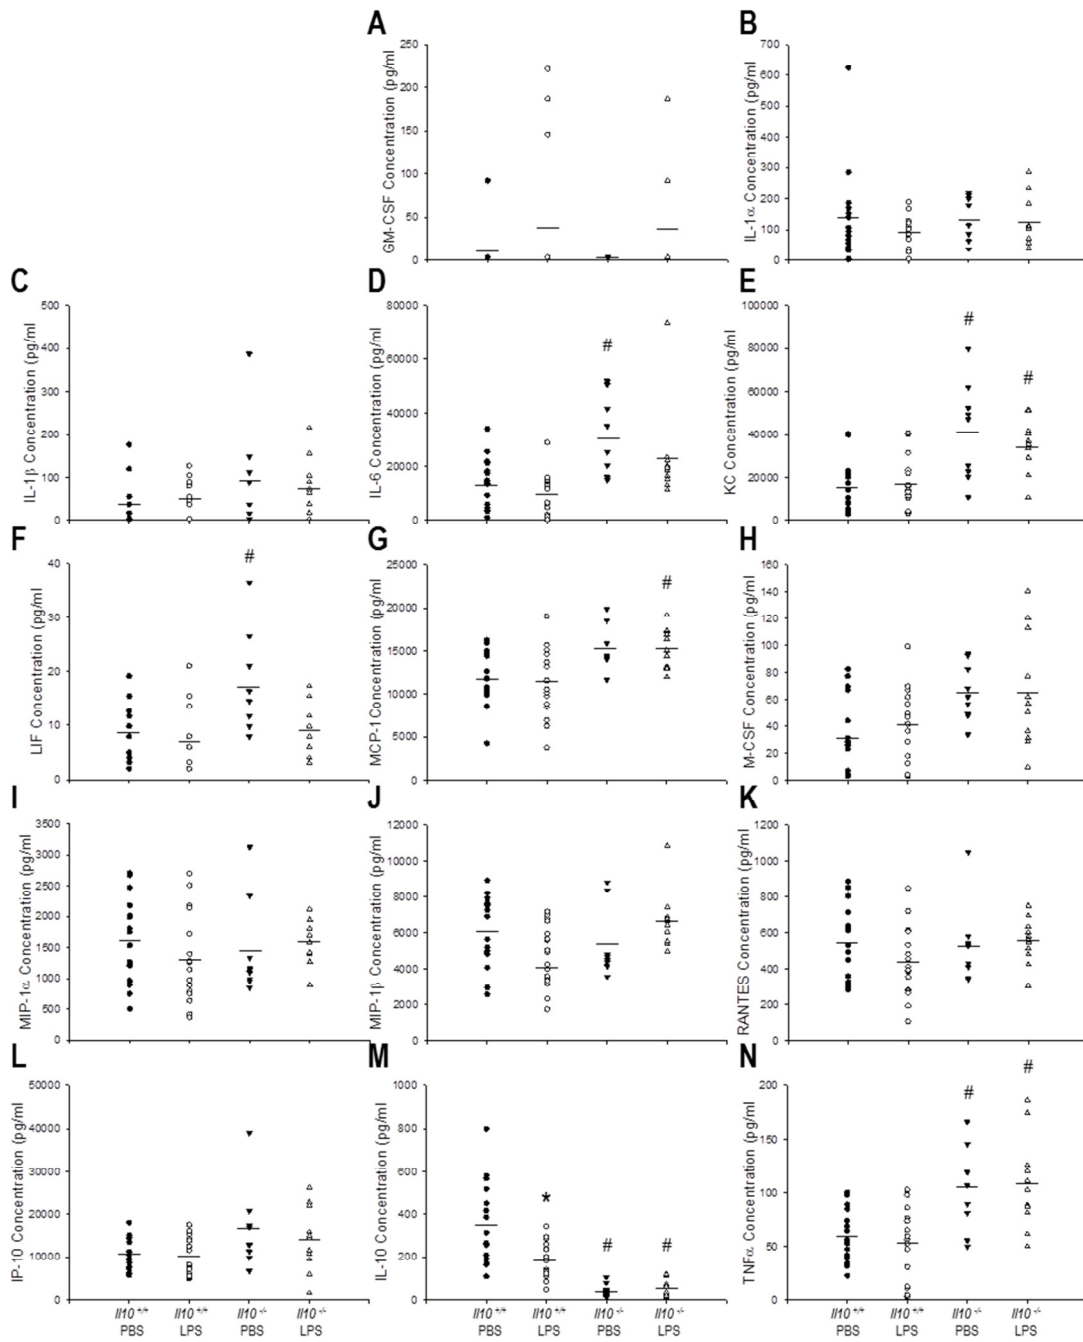 A
GM-CSF Concentration (pg/ml)
250
200
150
100
50
0
B
IL-1α Concentration (pg/ml)
700
600
500
400
300
200
100
0
C
IL-1β Concentration (pg/ml)
500
400
300
200
100
0
D
IL-6 Concentration (pg/ml)
80000
60000
40000
20000
0
#
E
KC Concentration (pg/ml)
100000
80000
60000
40000
20000
0
#
#
F
LIF Concentration (pg/ml)
40
30
20
10
0
#
G
MCP-1 Concentration (pg/ml)
25000
20000
15000
10000
5000
0
#
H
M-CSF Concentration (pg/ml)
160
140
120
100
80
60
40
20
0
I
MIP-1α Concentration (pg/ml)
3500
3000
2500
2000
1500
1000
500
0
J
MIP-1β Concentration (pg/ml)
12000
10000
8000
6000
4000
2000
0
K
RANTES Concentration (pg/ml)
1200
1000
800
600
400
200
0
L
IP-10 Concentration (pg/ml)
50000
40000
30000
20000
10000
0
Il10 +/+ Il10 +/+ Il10 -/- Il10 -/-
PBS LPS PBS LPS
M
IL-10 Concentration (pg/ml)
1000
800
600
400
200
0
*
#
#
Il10 +/+ Il10 +/+ Il10 -/- Il10 -/-
PBS LPS PBS LPS
N
TNFα Concentration (pg/ml)
200
150
100
50
0
#
#
Il10 +/+ Il10 +/+ Il10 -/- Il10 -/-
PBS LPS PBS LPS